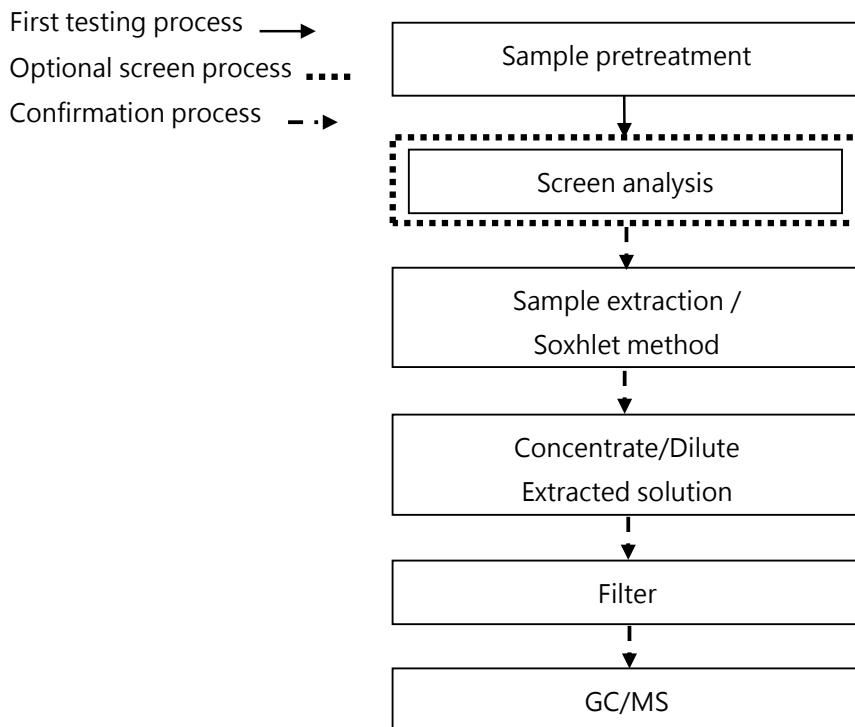 First testing process
Optional screen process
Confirmation process
Sample pretreatment
Screen analysis
Sample extraction /
Soxhlet method
Concentrate/Dilute
Extracted solution
Filter
GC/MS